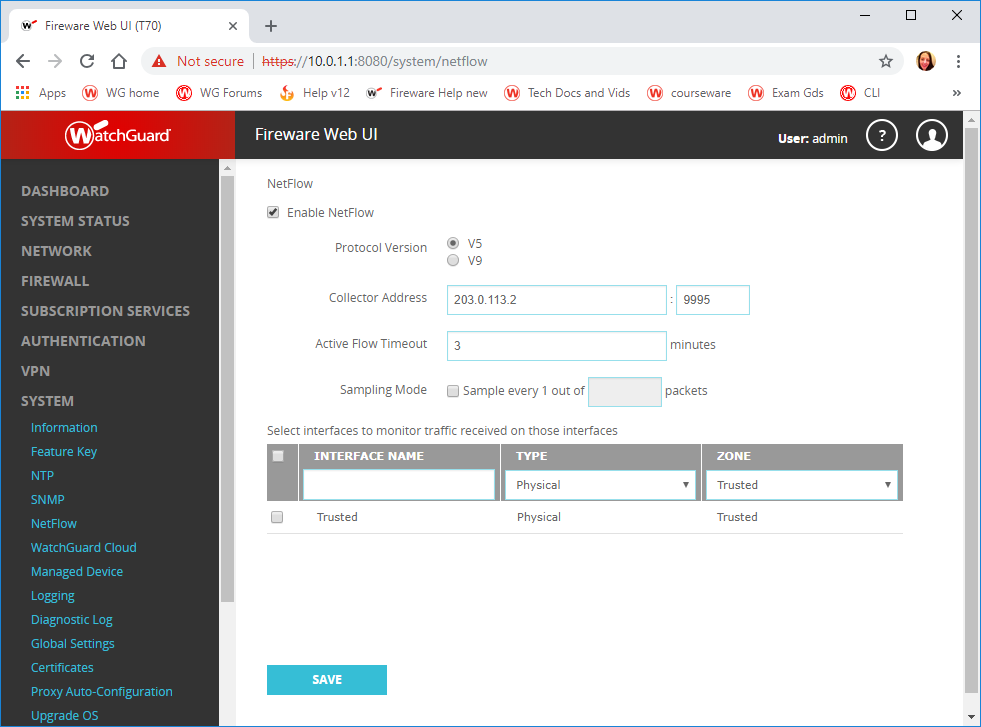 Fireware Web UI (T70)
Not secure | https://10.0.1.1:8080/system/netflow
Apps WG home WG Forums Help v12 Fireware Help new Tech Docs and Vids courseware Exam Gds CLI »
WatchGuard
Fireware Web UI
User: admin
?
DASHBOARD
SYSTEM STATUS
NETWORK
FIREWALL
SUBSCRIPTION SERVICES
AUTHENTICATION
VPN
SYSTEM
Information
Feature Key
NTP
SNMP
NetFlow
WatchGuard Cloud
Managed Device
Logging
Diagnostic Log
Global Settings
Certificates
Proxy Auto-Configuration
Upgrade OS
NetFlow
Enable NetFlow
Protocol Version V5
V9
Collector Address 203.0.113.2 : 9995
Active Flow Timeout 3 minutes
Sampling Mode Sample every 1 out of packets
Select interfaces to monitor traffic received on those interfaces
INTERFACE NAME TYPE ZONE
Physical Trusted
Trusted Physical Trusted
SAVE